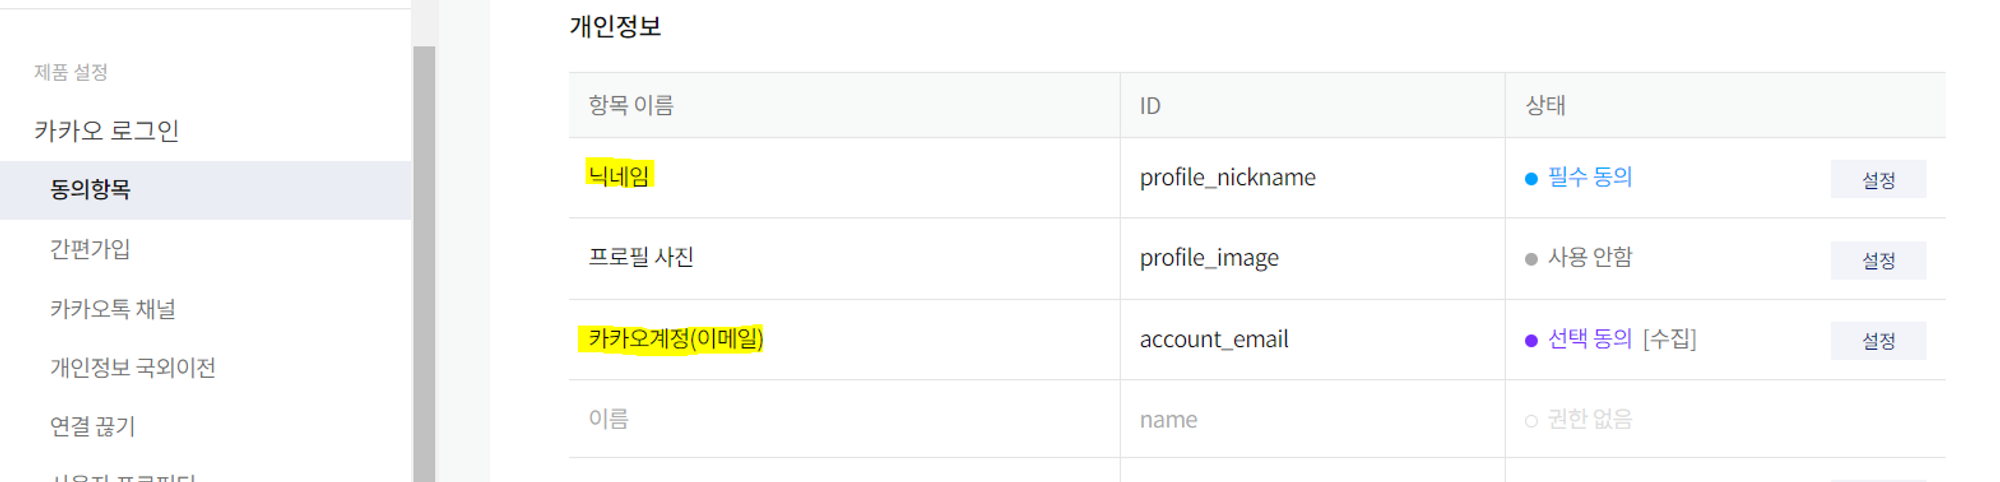 제품 설정
카카오 로그인
동의항목
간편가입
카카오톡 채널
개인정보 국외이전
연결 끊기
개인정보
항목 이름 ID 상태
닉네임 profile_nickname 필수 동의 설정
프로필 사진 profile_image 사용 안함 설정
카카오계정(이메일) account_email 선택 동의 [수집] 설정
이름 name 권한 없음